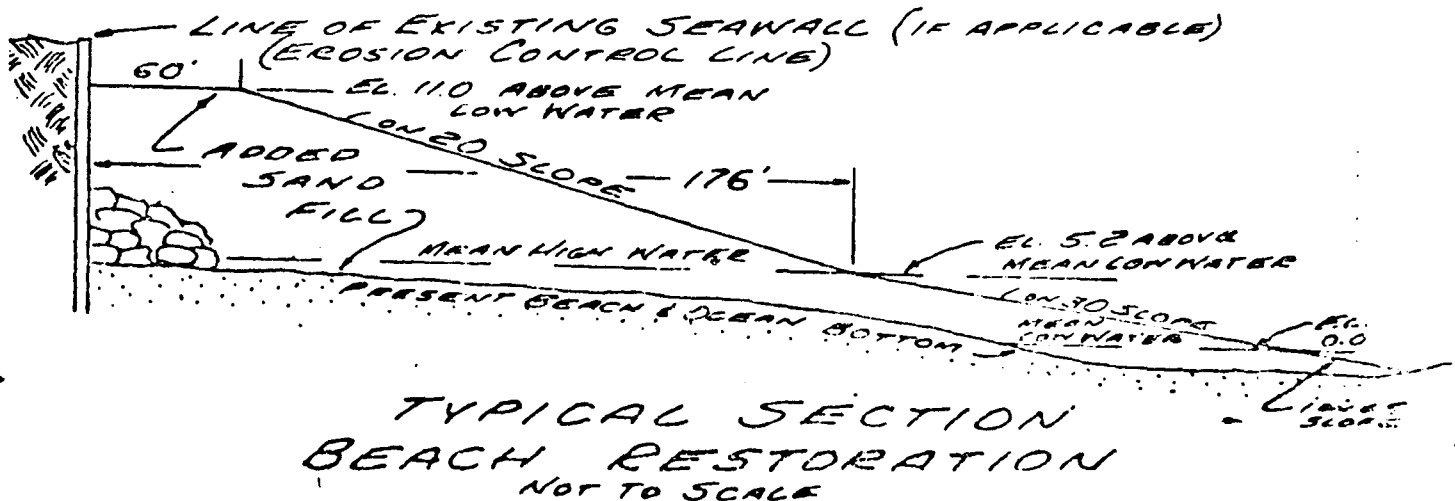 LINE OF EXISTING SEAWALL (IF APPLICABLE)
(EROSION CONTROL LINE)
60'
EL. 11.0 ABOVE MEAN
LOW WATER
1 ON 20 SLOPE
ADDED
SAND
FILL
176'
MEAN HIGH WATER
EL. 5.2 ABOVE
MEAN LOW WATER
PRESENT BEACH & OCEAN BOTTOM
1 ON 30 SLOPE
MEAN
LOW WATER
EL.
0.0
SLOPE
TYPICAL SECTION
BEACH RESTORATION
NOT TO SCALE